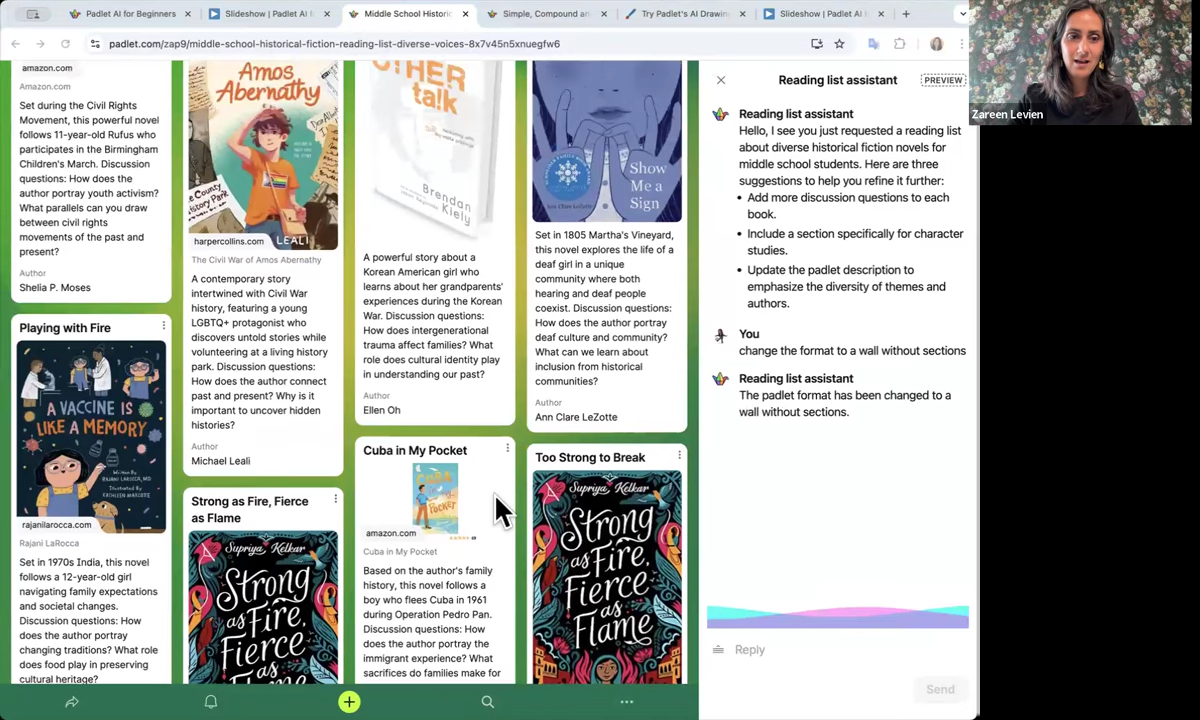 Padlet AI for Beginners
Slideshow | Padlet AI f
Middle School Historic
Simple, Compound an
Try Padlet's AI Drawin
Slideshow | Padlet AI
padlet.com/zap9/middle-school-historical-fiction-reading-list-diverse-voices-8x7v45n5xnuegfw6
Zareen Levien
amazon.com
Amazon.com
Set during the Civil Rights
Movement, this powerful novel
follows 11-year-old Rufus who
participates in the Birmingham
Children's March. Discussion
questions: How does the
author portray youth activism?
What parallels can you draw
between civil rights
movements of the past and
present?
Author
Shelia P. Moses
Playing with Fire
A VACCINE IS
LIKE A MEMORY
WRITTEN BY
RAJANI LAROCCA, MD
ILLUSTRATED BY
KATHLEEN MARCOTTE
rajanilarocca.com
Rajani LaRocca
Set in 1970s India, this novel
follows a 12-year-old girl
navigating family expectations
and societal changes.
Discussion questions: How
does the author portray
changing traditions? What role
does food play in preserving
cultural heritage?
Amos
Abernathy
harpercollins.com
LEALI
The Civil War of Amos Abernathy
A contemporary story
intertwined with Civil War
history, featuring a young
LGBTQ+ protagonist who
discovers untold stories while
volunteering at a living history
park. Discussion questions:
How does the author connect
past and present? Why is it
important to uncover hidden
histories?
Author
Michael Leali
Strong as Fire, Fierce
as Flame
Supriya Kelkar
Strong
as Fire,
Fierce
OTHER
talk
Brendan
Kiely
A powerful story about a
Korean American girl who
learns about her grandparents'
experiences during the Korean
War. Discussion questions:
How does intergenerational
trauma affect families? What
role does cultural identity play
in understanding our past?
Author
Ellen Oh
Cuba in My Pocket
CUBA
in my
POCKET
amazon.com
Cuba in My Pocket
Based on the author's family
history, this novel follows a
boy who flees Cuba in 1961
during Operation Pedro Pan.
Discussion questions: How
does the author portray the
immigrant experience? What
sacrifices do families make for
Show
Me a
Sign
Set in 1805 Martha's Vineyard,
this novel explores the life of a
deaf girl in a unique
community where both
hearing and deaf people
coexist. Discussion questions:
How does the author portray
deaf culture and community?
What can we learn about
inclusion from historical
communities?
Author
Ann Clare LeZotte
Too Strong to Break
Supriya Kelkar
Strong
as Fire,
Fierce
as
Flame
Reading list assistant
PREVIEW
Reading list assistant
Hello, I see you just requested a reading list
about diverse historical fiction novels for
middle school students. Here are three
suggestions to help you refine it further:
• Add more discussion questions to each
book.
• Include a section specifically for character
studies.
• Update the padlet description to
emphasize the diversity of themes and
authors.
You
change the format to a wall without sections
Reading list assistant
The padlet format has been changed to a
wall without sections.
Reply
Send